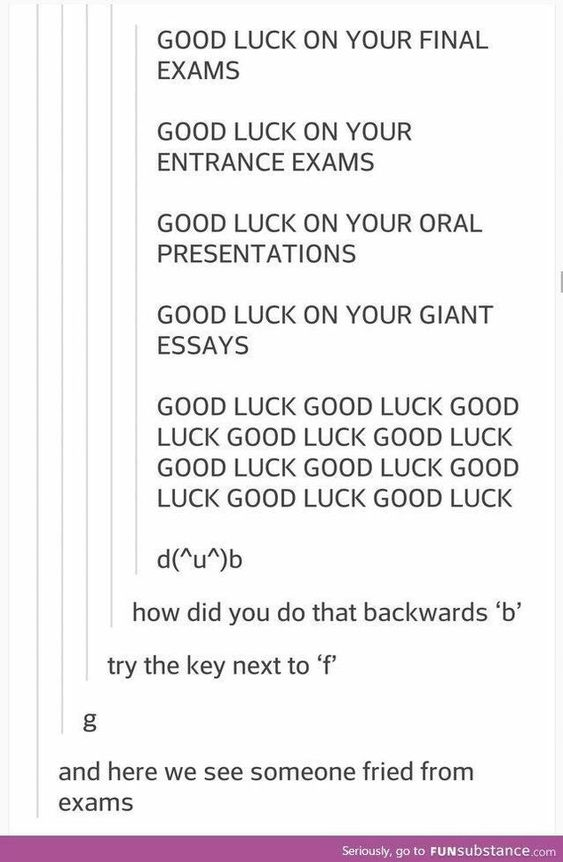 GOOD LUCK ON YOUR FINAL
EXAMS
GOOD LUCK ON YOUR
ENTRANCE EXAMS
GOOD LUCK ON YOUR ORAL
PRESENTATIONS
GOOD LUCK ON YOUR GIANT
ESSAYS
GOOD LUCK GOOD LUCK GOOD
LUCK GOOD LUCK GOOD LUCK
GOOD LUCK GOOD LUCK GOOD
LUCK GOOD LUCK GOOD LUCK
d(^u^)b
how did you do that backwards ‘b’
try the key next to ‘f’
g
and here we see someone fried from
exams
Seriously, go to FUNsubstance.com